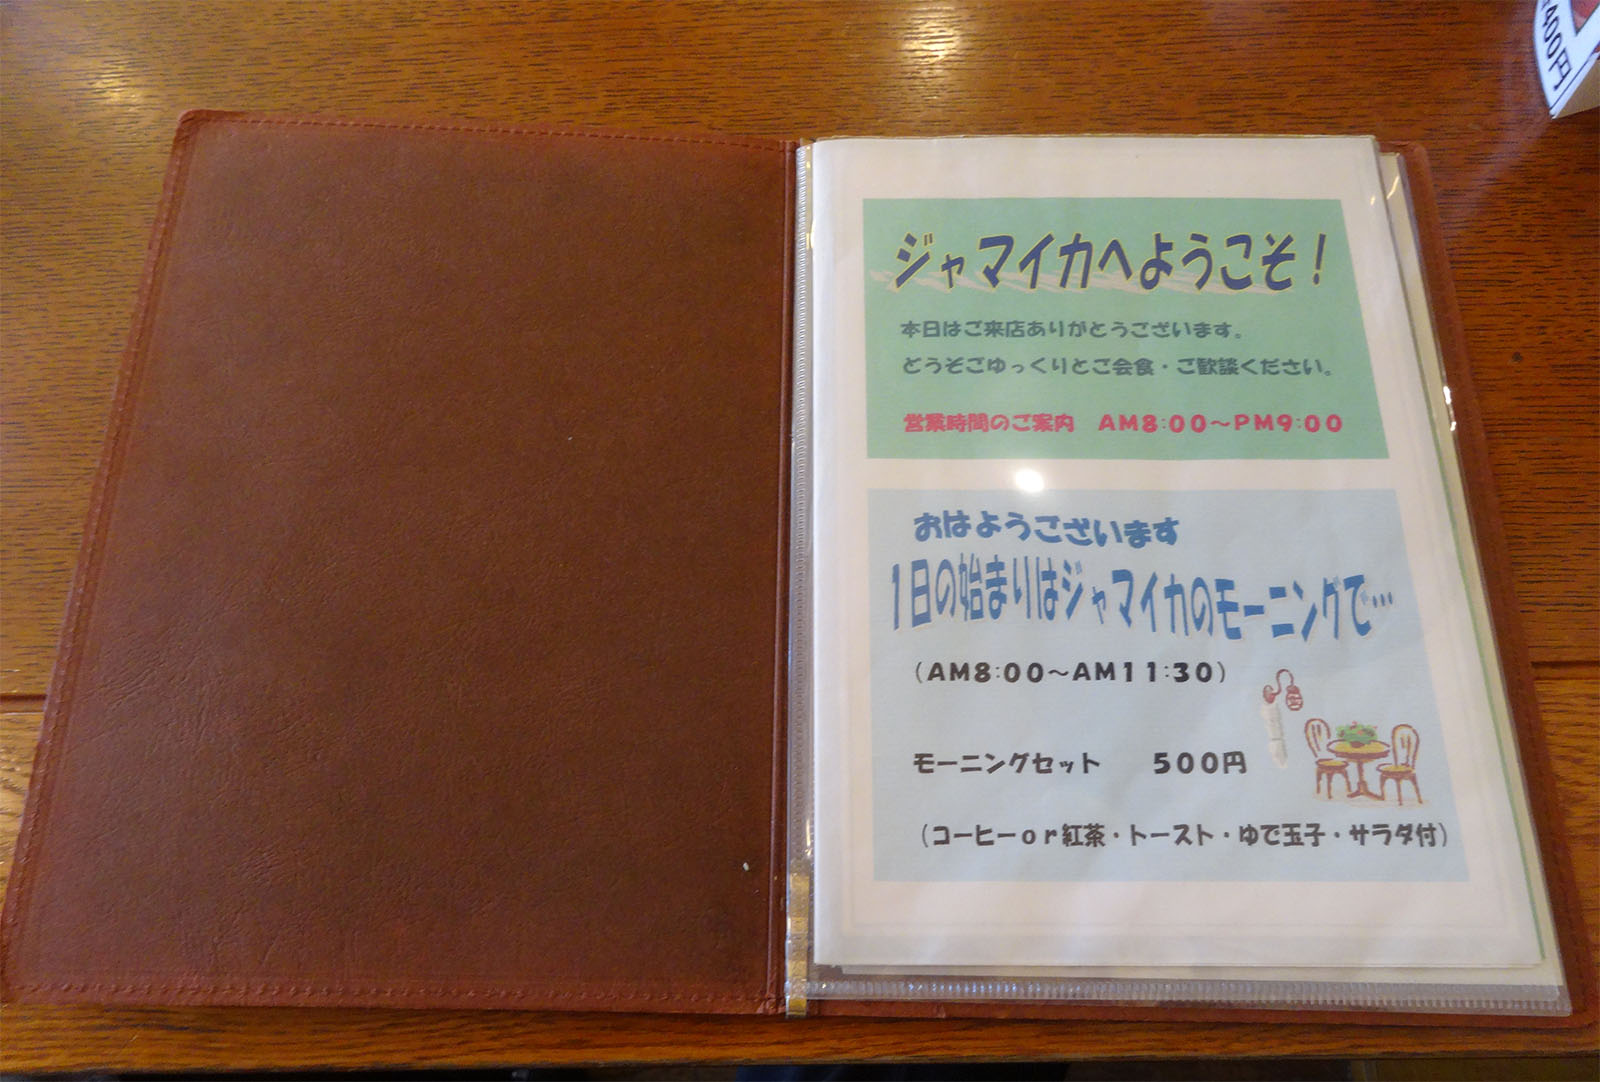 400円
ジャマイカへようこそ！
本日はご来店ありがとうございます。
どうぞごゆっくりとご会食・ご歓談ください。
営業時間のご案内　AM8:00～PM9:00
おはようございます
1日の始まりはジャマイカのモーニングで…
（AM8:00～AM11:30）
モーニングセット　500円
（コーヒーor紅茶・トースト・ゆで玉子・サラダ付）